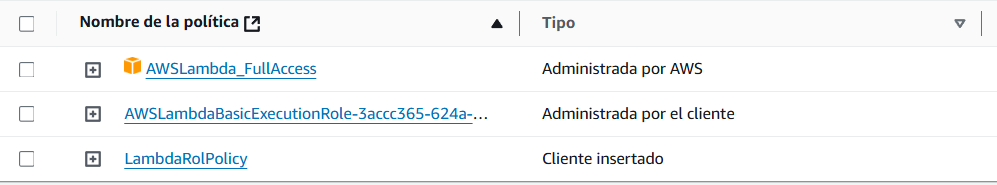 Nombre de la política Tipo
AWSLambda_FullAccess Administrada por AWS
AWSLambdaBasicExecutionRole-3accc365-624a-... Administrada por el cliente
LambdaRolPolicy Cliente insertado